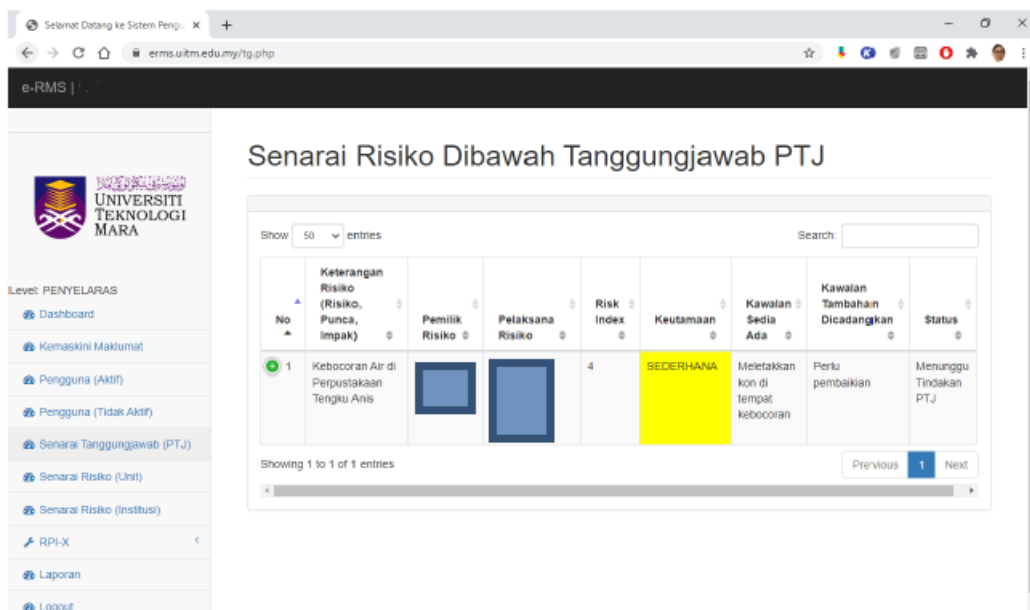 Selamat Datang ke Sistem Pengu
erms.uitm.edu.my/tg.php
e-RMS |
UNIVERSITI
TEKNOLOGI
MARA
Level: PENYELARAS
Dashboard
Kemaskini Maklumat
Pengguna (Aktif)
Pengguna (Tidak Aktif)
Senarai Tanggungjawab (PTJ)
Senarai Risiko (Unit)
Senarai Risiko (Institusi)
RPI-X
Laporan
Logout
Senarai Risiko Dibawah Tanggungjawab PTJ
Show 50 entries
Search:
No
Keterangan
Risiko
(Risiko,
Punca,
Impak)
Pemilik
Risiko
Pelaksana
Risiko
Risk
Index
Keutamaan
Kawalan
Sedia
Ada
Kawalan
Tambahan
Dicadangkan
Status
1
Kebocoran Air di
Perpustakaan
Tengku Anis
4
SEDERHANA
Meletakkan
kon di
tempat
kebocoran
Perlu
pembaikian
Menunggu
Tindakan
PTJ
Showing 1 to 1 of 1 entries
Previous 1 Next